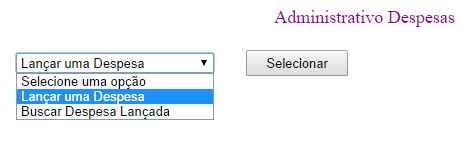 Administrativo Despesas
Lançar uma Despesa
Selecionar
Selecione uma opção
Lançar uma Despesa
Buscar Despesa Lançada